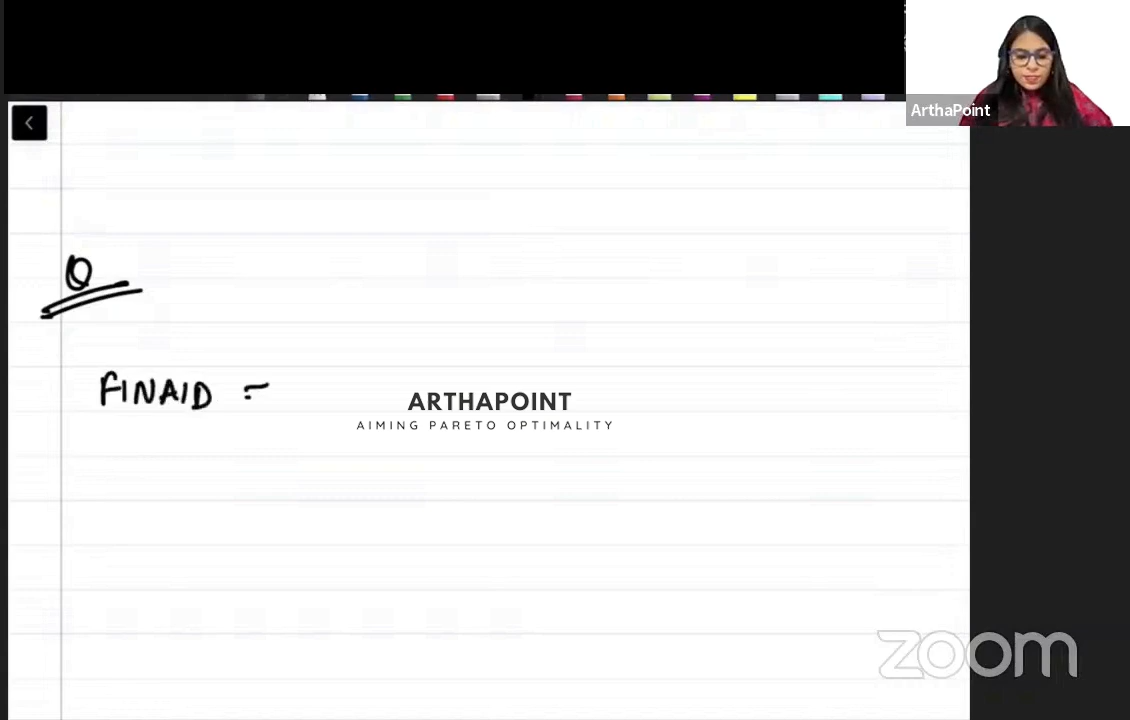 ArthaPoint
Q
FINAID =
ARTHAPOINT
AIMING PARETO OPTIMALITY
zoom